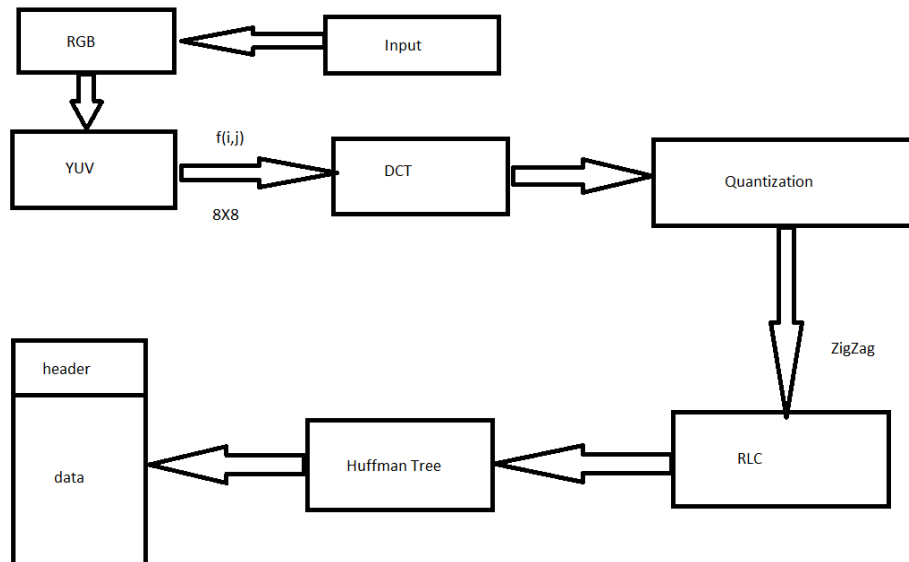 RGB
Input
YUV
f(i,j)
8X8
DCT
Quantization
ZigZag
RLC
Huffman Tree
header
data